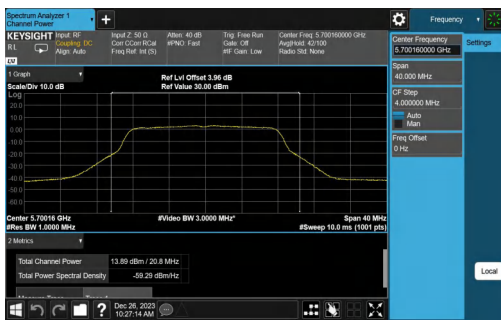 Spectrum Analyzer 1
Channel Power
Frequency
KEYSIGHT
RL
Input: RF
Coupling: DC
Align: Auto
Input Z: 50 Ω
Corr CCorr RCal
Freq Ref: Int (S)
Atten: 40 dB
#PNO: Fast
Trig: Free Run
Gate: Off
#IF Gain: Low
Center Freq: 5.700160000 GHz
Avg|Hold: 42/100
Radio Std: None
Center Frequency
5.700160000 GHz
Settings
Span
40.000 MHz
CF Step
4.000000 MHz
Auto
Man
Freq Offset
0 Hz
Local
1 Graph
Scale/Div 10.0 dB
Ref Lvl Offset 3.96 dB
Ref Value 30.00 dBm
Log
20.0
10.0
0.00
-10.0
-20.0
-30.0
-40.0
-50.0
-60.0
Center 5.70016 GHz
#Video BW 3.0000 MHz*
Span 40 MHz
#Res BW 1.0000 MHz
#Sweep 10.0 ms (1001 pts)
2 Metrics
Total Channel Power 13.89 dBm / 20.8 MHz
Total Power Spectral Density -59.29 dBm/Hz
?
Dec 26, 2023
10:27:14 AM